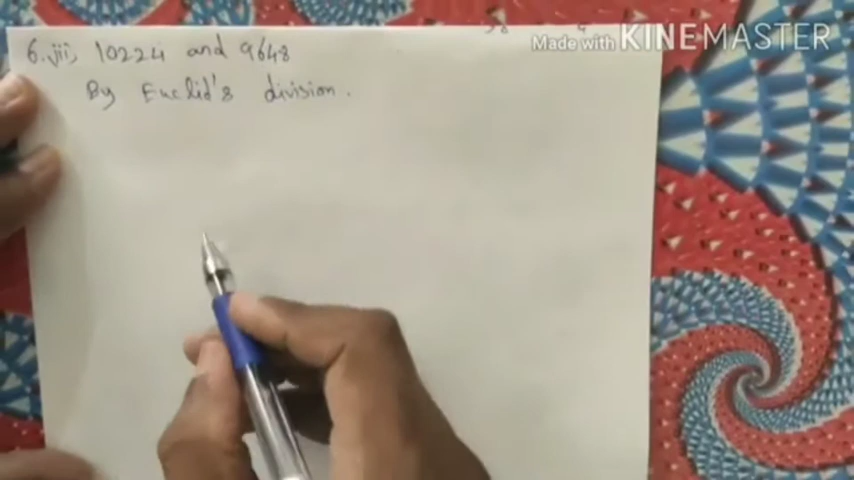 Made with KINEMASTER
6.iii, 10224 and 9648
By Euclid's division.